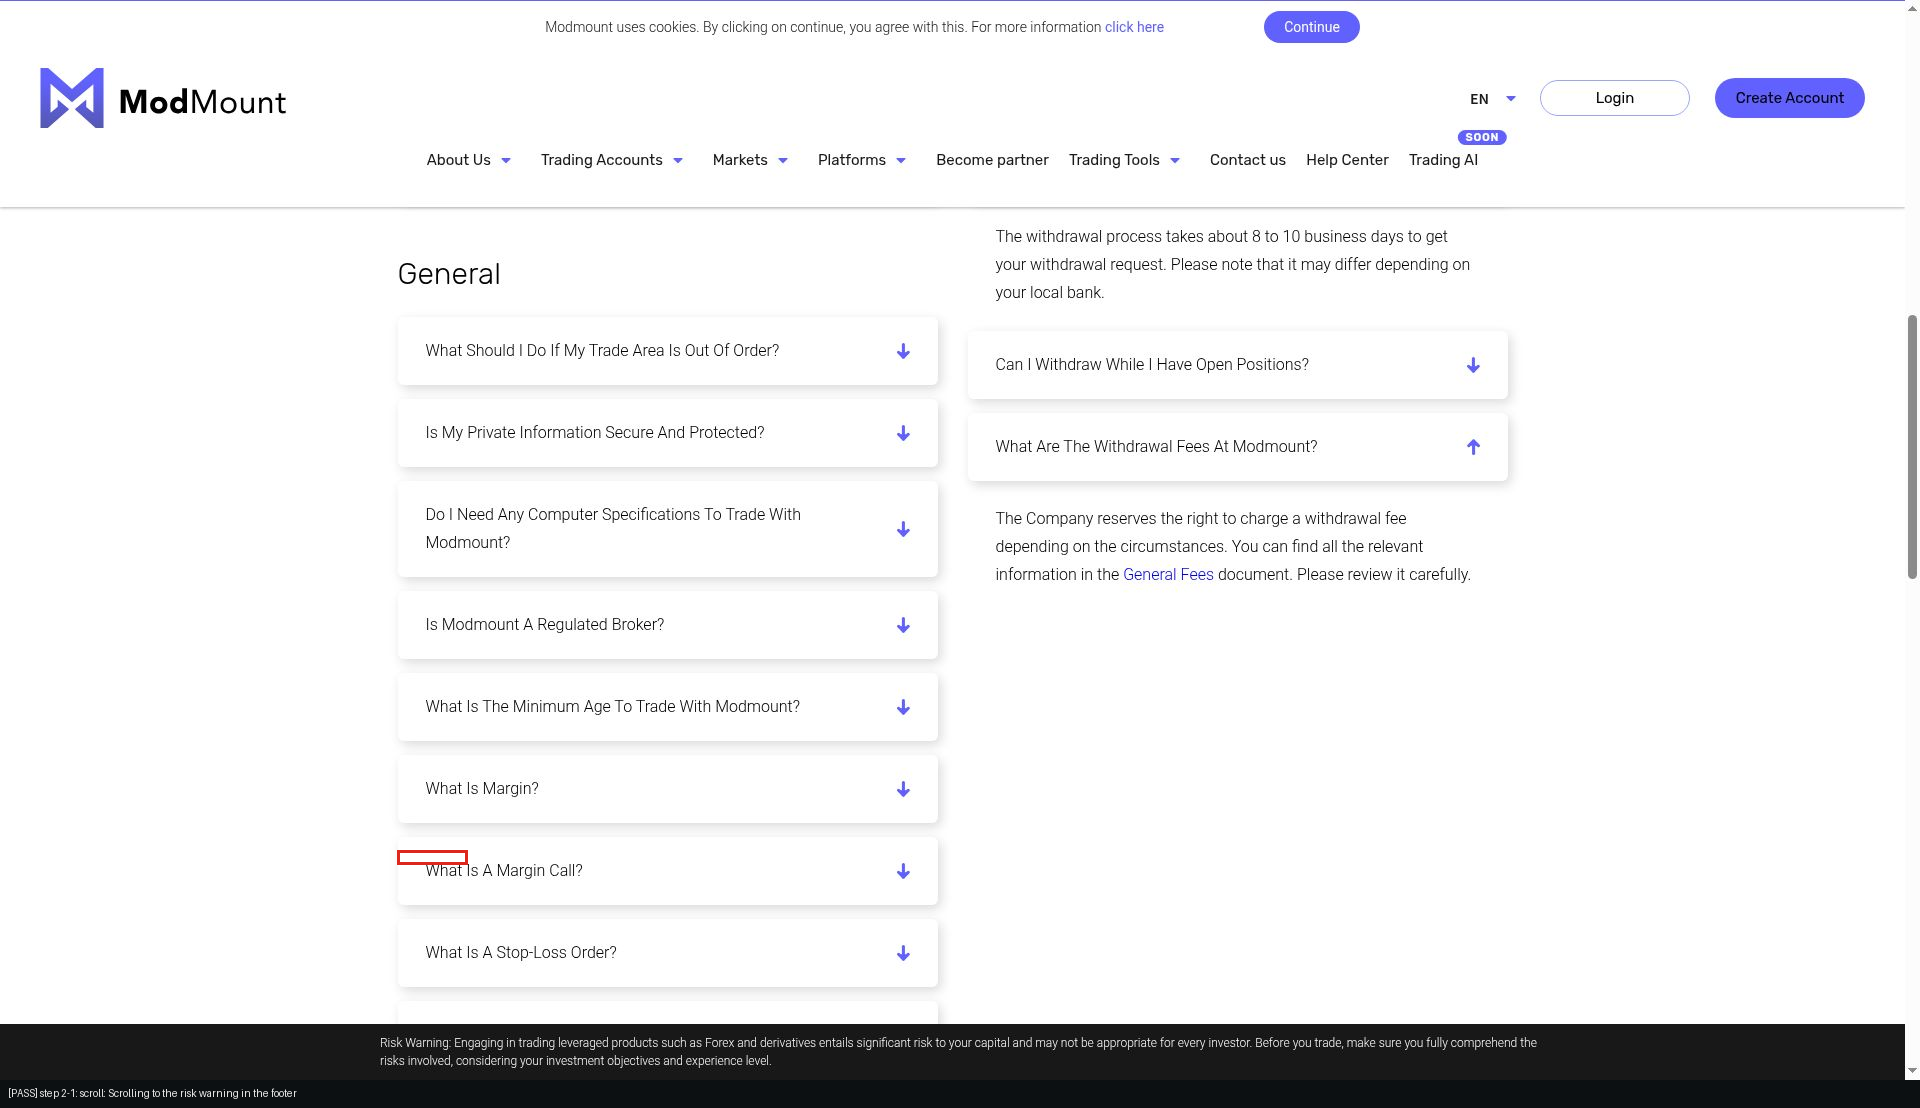 Modmount uses cookies. By clicking on continue, you agree with this. For more information click here
Continue
ModMount
EN
Login
Create Account
SOON
About Us
Trading Accounts
Markets
Platforms
Become partner
Trading Tools
Contact us
Help Center
Trading AI
General
What Should I Do If My Trade Area Is Out Of Order?
Is My Private Information Secure And Protected?
Do I Need Any Computer Specifications To Trade With
Modmount?
Is Modmount A Regulated Broker?
What Is The Minimum Age To Trade With Modmount?
What Is Margin?
What Is A Margin Call?
What Is A Stop-Loss Order?
The withdrawal process takes about 8 to 10 business days to get
your withdrawal request. Please note that it may differ depending on
your local bank.
Can I Withdraw While I Have Open Positions?
What Are The Withdrawal Fees At Modmount?
The Company reserves the right to charge a withdrawal fee
depending on the circumstances. You can find all the relevant
information in the General Fees document. Please review it carefully.
Risk Warning: Engaging in trading leveraged products such as Forex and derivatives entails significant risk to your capital and may not be appropriate for every investor. Before you trade, make sure you fully comprehend the
risks involved, considering your investment objectives and experience level.
[PASS] step 2-1: scroll: Scrolling to the risk warning in the footer